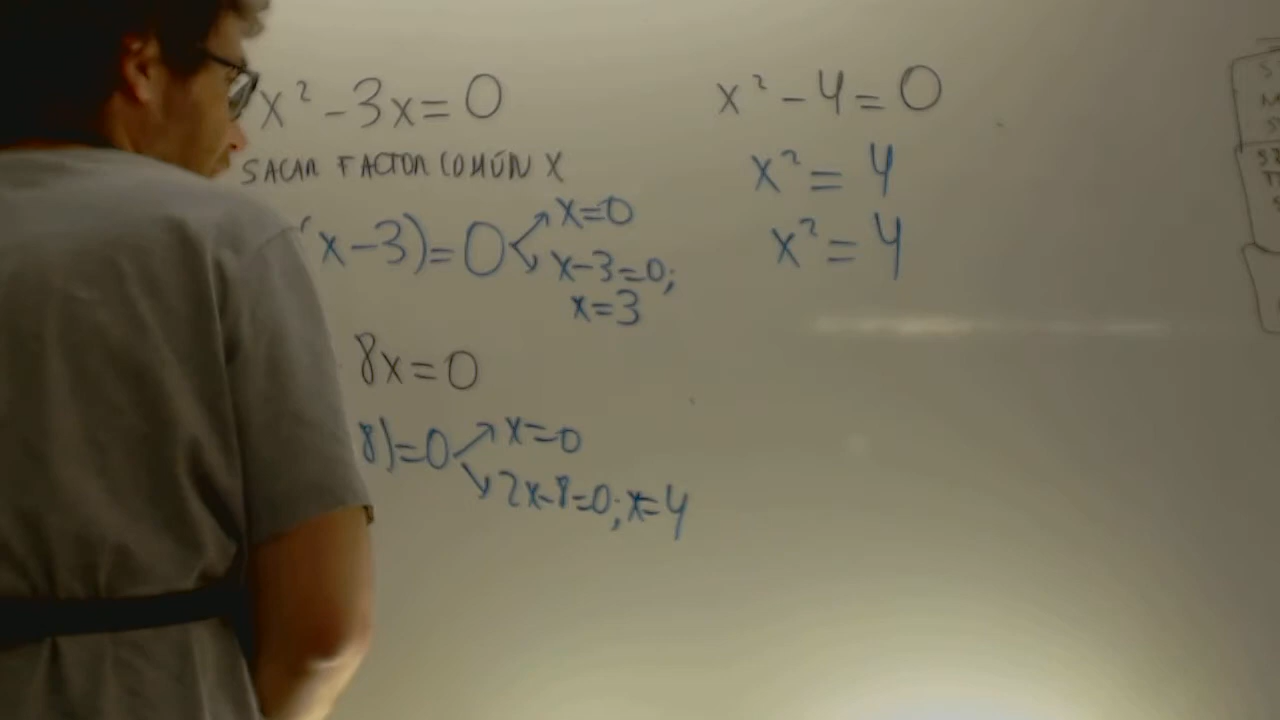 x² - 3x = 0
SACAR FACTOR COMÚN X
(x - 3) = 0
x = 0
x - 3 = 0;
x = 3
8x = 0
8) = 0
x = 0
2x - 8 = 0; x = 4
x² - 4 = 0
x² = 4
x² = 4